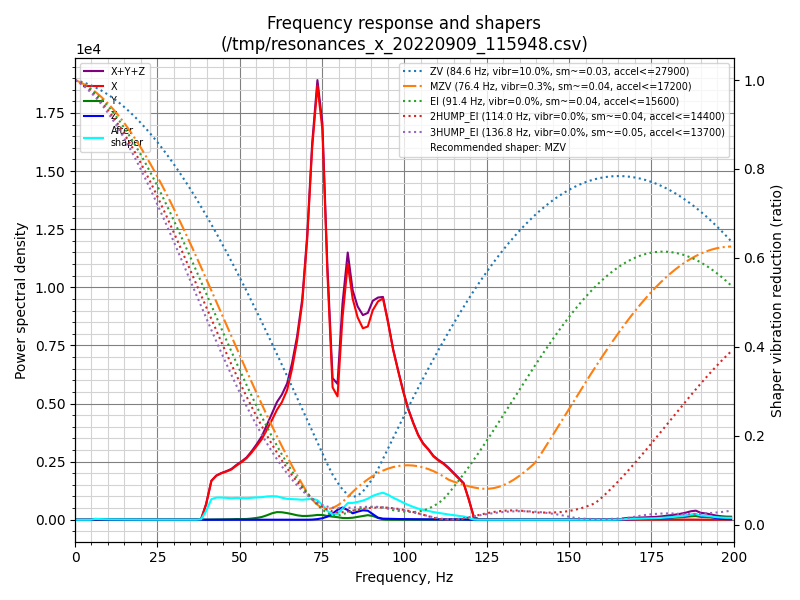 Frequency response and shapers
(/tmp/resonances_x_20220909_115948.csv)
1e4
X+Y+Z
X
Y
Z
After
shaper
ZV (84.6 Hz, vibr=10.0%, sm~=0.03, accel<=27900)
MZV (76.4 Hz, vibr=0.3%, sm~=0.04, accel<=17200)
EI (91.4 Hz, vibr=0.0%, sm~=0.04, accel<=15600)
2HUMP_EI (114.0 Hz, vibr=0.0%, sm~=0.04, accel<=14400)
3HUMP_EI (136.8 Hz, vibr=0.0%, sm~=0.05, accel<=13700)
Recommended shaper: MZV
Power spectral density
1.75
1.50
1.25
1.00
0.75
0.50
0.25
0.00
1.0
0.8
0.6
0.4
0.2
0.0
Shaper vibration reduction (ratio)
0 25 50 75 100 125 150 175 200
Frequency, Hz